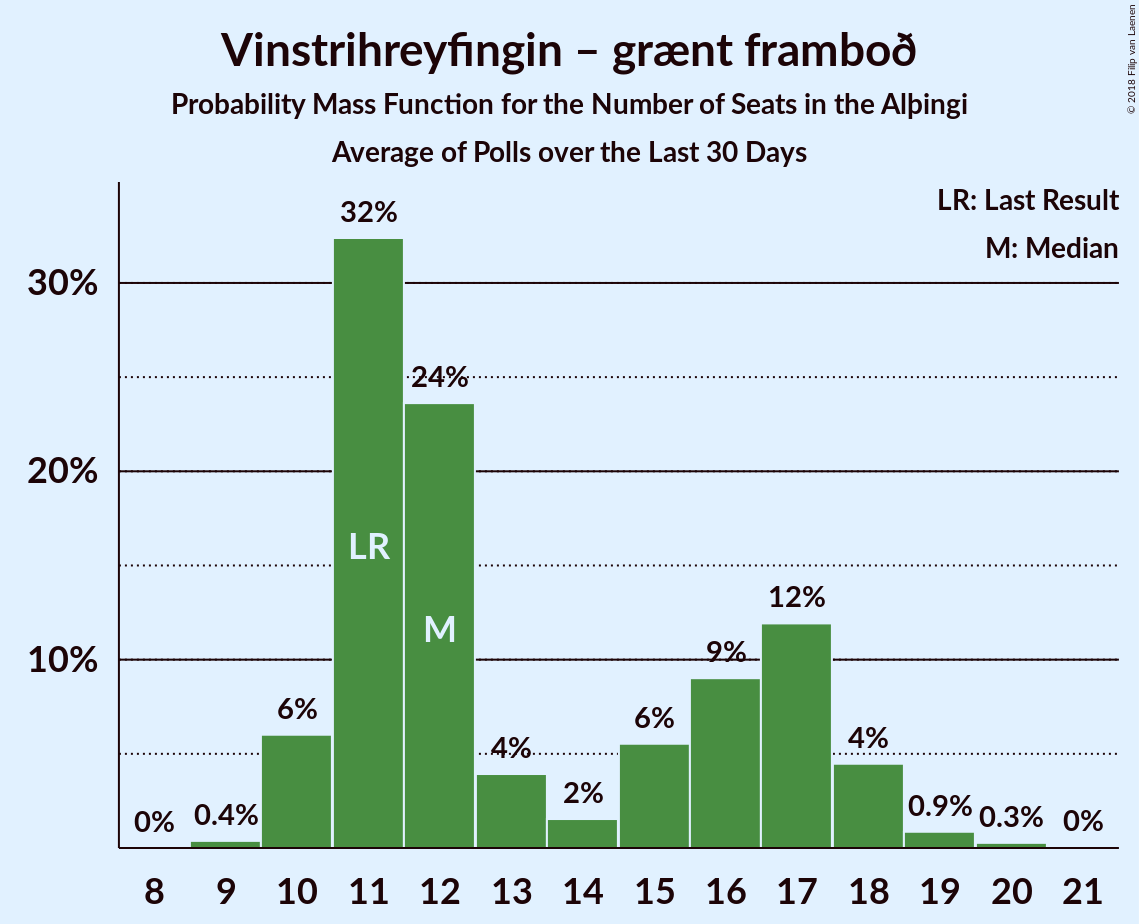 Vinstrihreyfingin – grænt framboð
Probability Mass Function for the Number of Seats in the Alþingi
Average of Polls over the Last 30 Days
© 2018 Filip van Laenen
LR: Last Result
M: Median
30%
20%
10%
0%
0.4%
6%
32%
24%
4%
2%
6%
9%
12%
4%
0.9%
0.3%
0%
LR
M
8 9 10 11 12 13 14 15 16 17 18 19 20 21